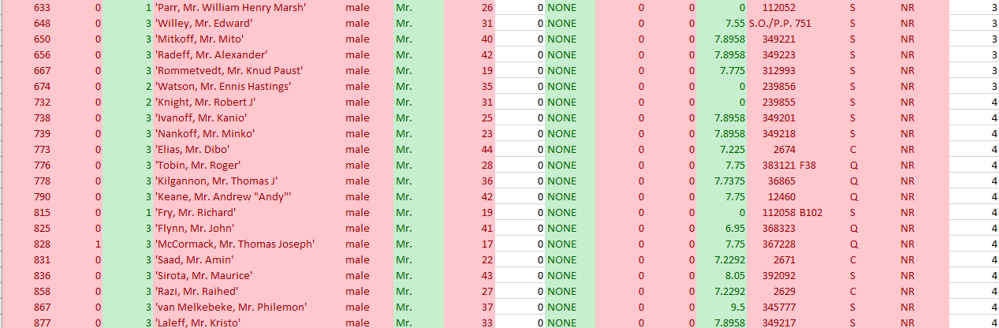 633 0 1 'Parr, Mr. William Henry Marsh' male Mr. 26 0 NONE 0 0 0 112052 S NR 3
648 0 3 'Willey, Mr. Edward' male Mr. 31 0 NONE 0 0 7.55 S.O./P.P. 751 S NR 3
650 0 3 'Mitkoff, Mr. Mito' male Mr. 40 0 NONE 0 0 7.8958 349221 S NR 3
656 0 3 'Radeff, Mr. Alexander' male Mr. 42 0 NONE 0 0 7.8958 349223 S NR 3
667 0 3 'Rommetvedt, Mr. Knud Paust' male Mr. 19 0 NONE 0 0 7.775 312993 S NR 3
674 0 2 'Watson, Mr. Ennis Hastings' male Mr. 35 0 NONE 0 0 0 239856 S NR 3
732 0 2 'Knight, Mr. Robert J' male Mr. 31 0 NONE 0 0 0 239855 S NR 4
738 0 3 'Ivanoff, Mr. Kanio' male Mr. 25 0 NONE 0 0 7.8958 349201 S NR 4
739 0 3 'Nankoff, Mr. Minko' male Mr. 23 0 NONE 0 0 7.8958 349218 S NR 4
773 0 3 'Elias, Mr. Dibo' male Mr. 44 0 NONE 0 0 7.225 2674 C NR 4
776 0 3 'Tobin, Mr. Roger' male Mr. 28 0 NONE 0 0 7.75 383121 F38 Q NR 4
778 0 3 'Kilgannon, Mr. Thomas J' male Mr. 36 0 NONE 0 0 7.7375 36865 Q NR 4
790 0 3 'Keane, Mr. Andrew "Andy"' male Mr. 42 0 NONE 0 0 7.75 12460 Q NR 4
815 0 1 'Fry, Mr. Richard' male Mr. 19 0 NONE 0 0 0 112058 B102 S NR 4
825 0 3 'Flynn, Mr. John' male Mr. 41 0 NONE 0 0 6.95 368323 Q NR 4
828 1 3 'McCormack, Mr. Thomas Joseph' male Mr. 17 0 NONE 0 0 7.75 367228 Q NR 4
831 0 3 'Saad, Mr. Amin' male Mr. 22 0 NONE 0 0 7.2292 2671 C NR 4
836 0 3 'Sirota, Mr. Maurice' male Mr. 43 0 NONE 0 0 8.05 392092 S NR 4
858 0 3 'Razi, Mr. Raihed' male Mr. 27 0 NONE 0 0 7.2292 2629 C NR 4
867 0 3 'van Melkebeke, Mr. Philemon' male Mr. 37 0 NONE 0 0 9.5 345777 S NR 4
877 0 3 'Laleff, Mr. Kristo' male Mr. 33 0 NONE 0 0 7.8958 349217 S NR 4